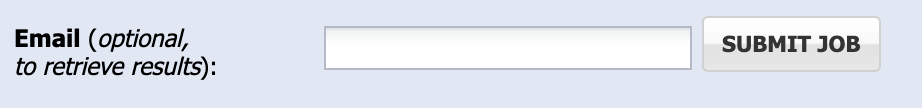 Email (optional,
to retrieve results):
SUBMIT JOB